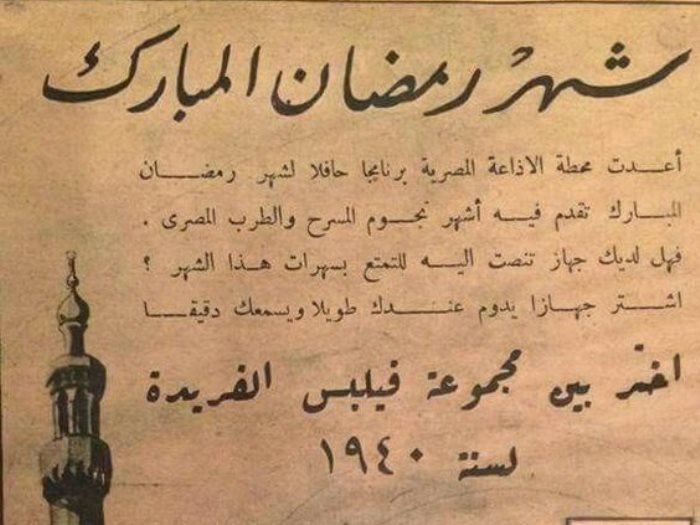 شهر رمضان المبارك
أعدت محطة الاذاعة المصرية برنامجا حافلا لشهر رمضان
المبارك تقدم فيه أشهر نجوم المسرح والطرب المصرى .
فهل لديك جهاز تنصت اليه للتمتع بسهرات هذا الشهر ؟
اشتر جهازا يدوم عندك طويلا ويسمعك دقيقا
اختر بين مجموعة فيلبس الفريدة
لسنة ١٩٤٠